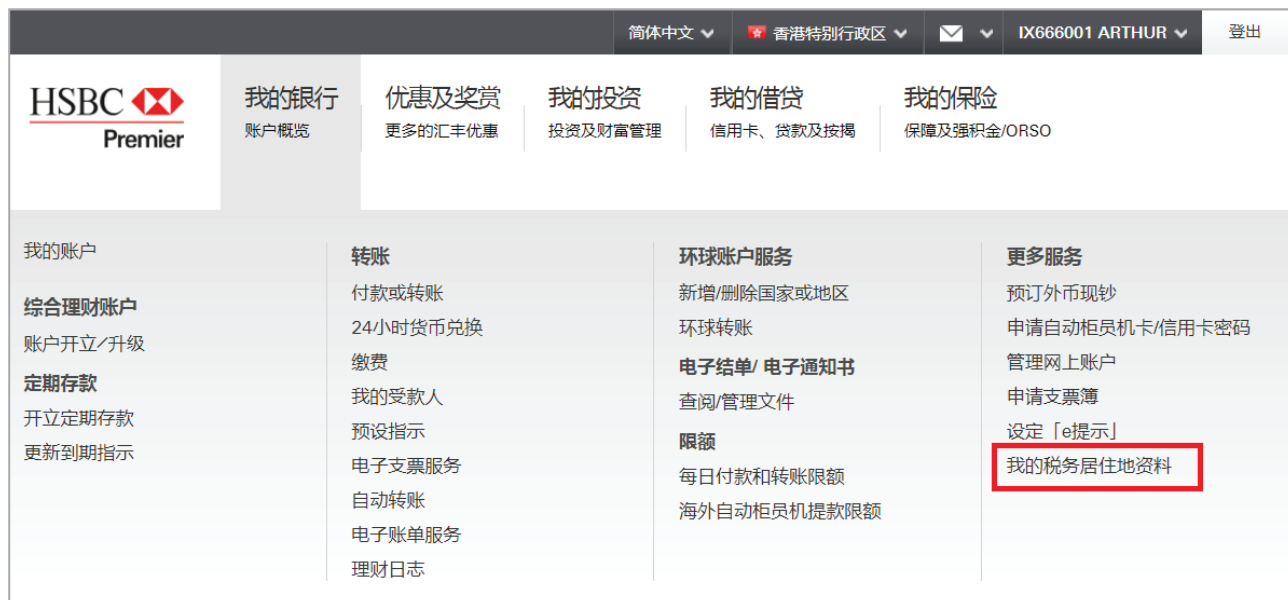 简体中文
香港特别行政区
IX666001 ARTHUR
登出
HSBC
Premier
我的银行
账户概览
优惠及奖赏
更多的汇丰优惠
我的投资
投资及财富管理
我的借贷
信用卡、贷款及按揭
我的保险
保障及强积金/ORSO
我的账户
综合理财账户
账户开立/升级
定期存款
开立定期存款
更新到期指示
转账
付款或转账
24小时货币兑换
缴费
我的受款人
预设指示
电子支票服务
自动转账
电子账单服务
理财日志
环球账户服务
新增/删除国家或地区
环球转账
电子结单/ 电子通知书
查阅/管理文件
限额
每日付款和转账限额
海外自动柜员机提款限额
更多服务
预订外币现钞
申请自动柜员机卡/信用卡密码
管理网上账户
申请支票簿
设定「e提示」
我的税务居住地资料